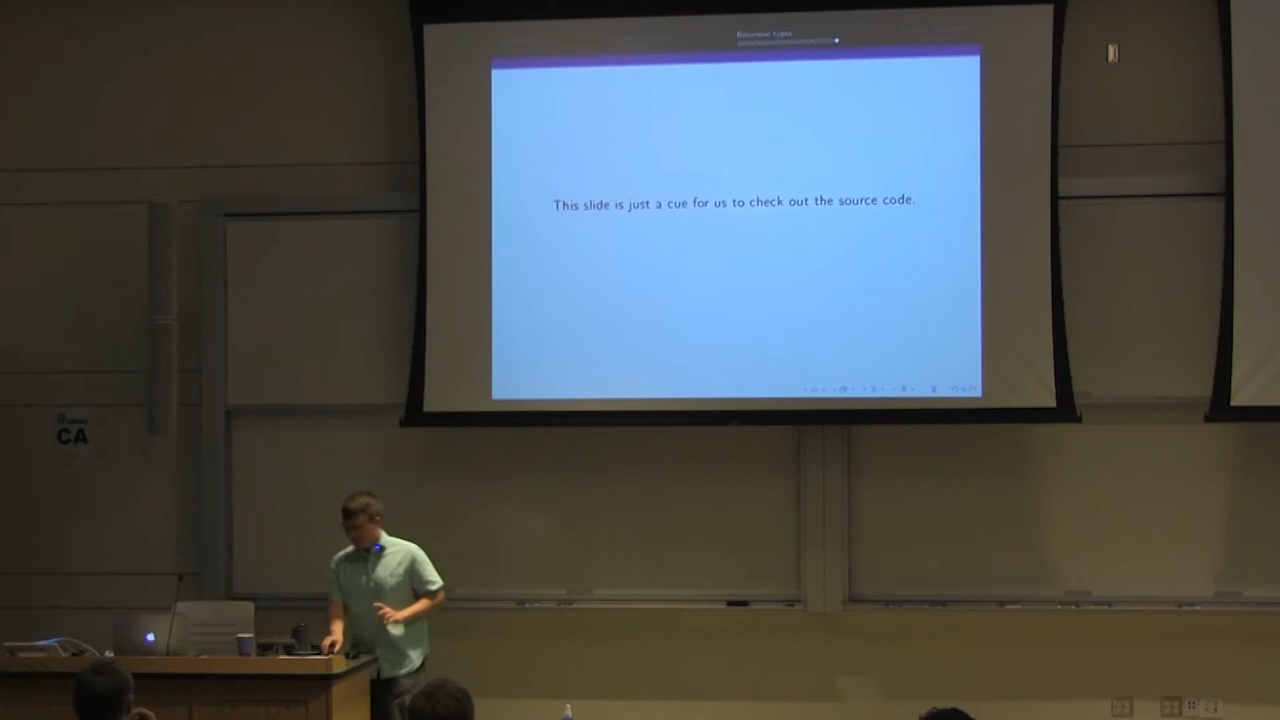 Recursive types
This slide is just a cue for us to check out the source code.
CA